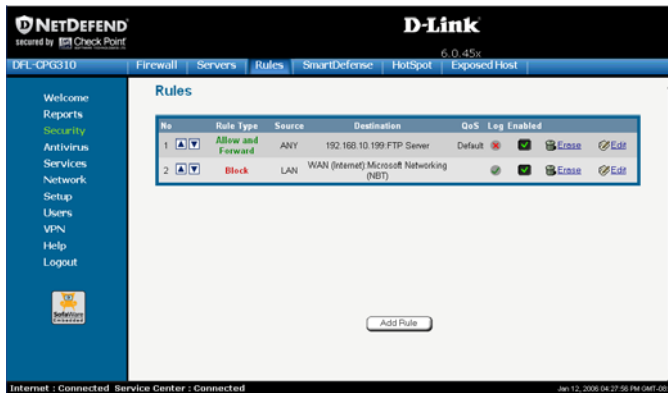 NETDEFEND
secured by Check Point
D-Link
6.0.45x
DFL-CPG310
Firewall Servers Rules SmartDefense HotSpot Exposed Host
Welcome
Reports
Security
Antivirus
Services
Network
Setup
Users
VPN
Help
Logout
SofaWare
Embedded
Rules
No Rule Type Source Destination QoS Log Enabled
1 Allow and Forward ANY 192.168.10.199:FTP Server Default Erase Edit
2 Block LAN WAN (Internet):Microsoft Networking (NBT) Erase Edit
Add Rule
Internet : Connected Service Center : Connected
Jan 12, 2006 04:27:56 PM GMT-08